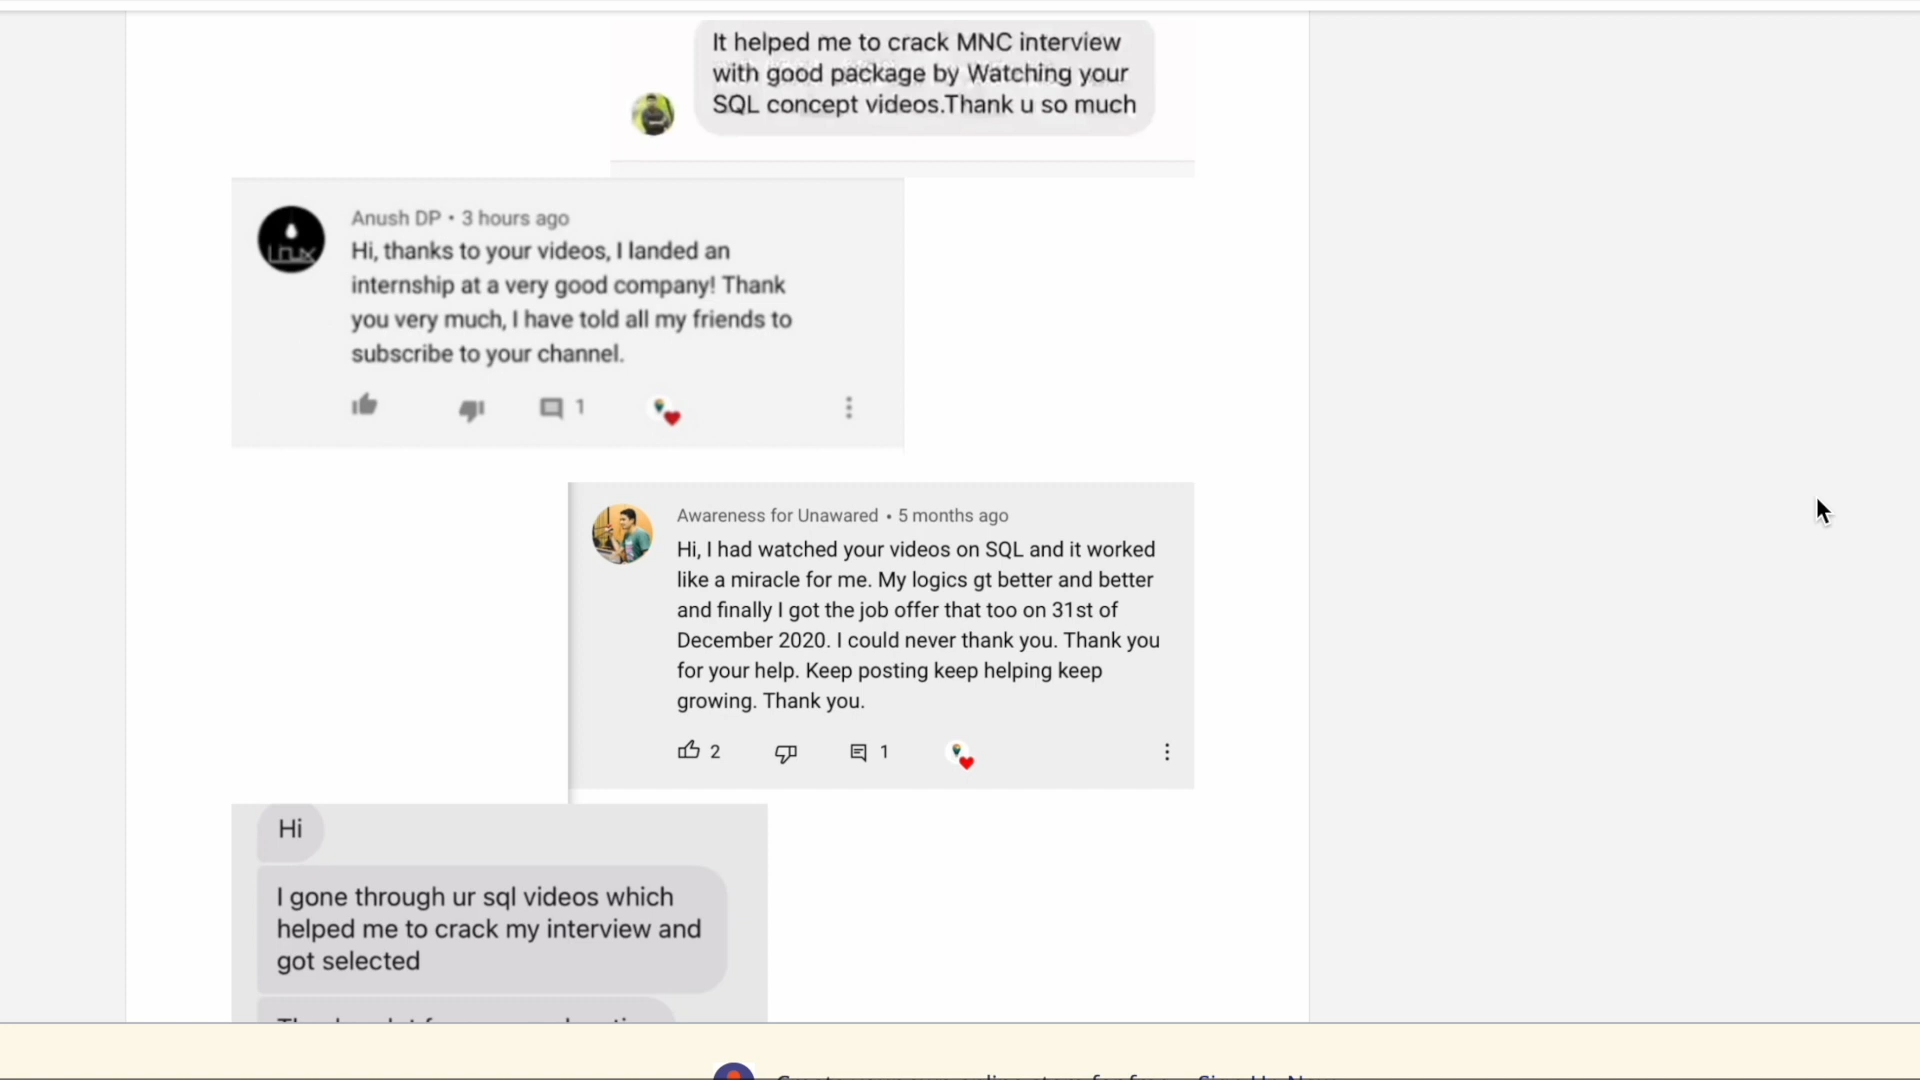 It helped me to crack MNC interview
with good package by Watching your
SQL concept videos.Thank u so much
Anush DP • 3 hours ago
Hi, thanks to your videos, I landed an
internship at a very good company! Thank
you very much, I have told all my friends to
subscribe to your channel.
1
Awareness for Unawared • 5 months ago
Hi, I had watched your videos on SQL and it worked
like a miracle for me. My logics gt better and better
and finally I got the job offer that too on 31st of
December 2020. I could never thank you. Thank you
for your help. Keep posting keep helping keep
growing. Thank you.
2 1
Hi
I gone through ur sql videos which
helped me to crack my interview and
got selected